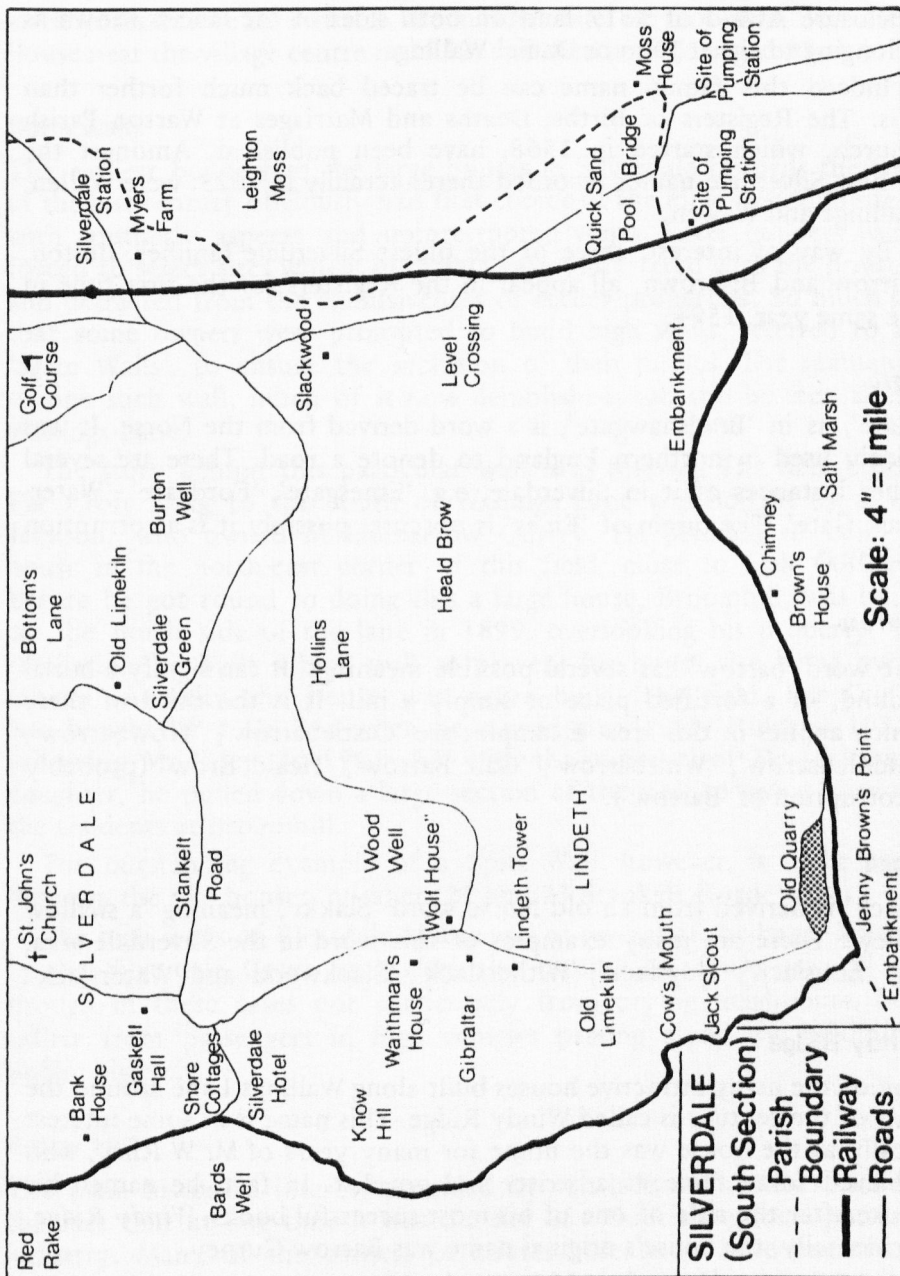 Red
Rake
Bank
House
St. John's
Church
Bottom's
Lane
Golf
Course
Silverdale
Station
SILVERDALE
Old Limekiln
Myers
Farm
Gaskell
Hall
Silverdale
Green
Burton
Well
Stankelt
Road
Shore
Cottages
Bards
Well
Silverdale
Hotel
Leighton
Moss
Slackwood
Hollins
Lane
Know
Hill
Wood
Well
Waithman's
House
"Wolf House"
Heald Brow
Level
Crossing
Gibraltar
Lindeth Tower
LINDETH
Quick Sand
Pool Bridge
Moss
House
Old
Limekiln
Cow's Mouth
Jack Scout
Embankment
Site of
Pumping
Station
(Site of
Pumping
Station)
Old Quarry
Chimney
Brown's
House
Salt Marsh
Jenny Brown's Point
Embankment
SILVERDALE
(South Section)
Parish
Boundary
Railway
Roads
Scale: 4" = 1 mile